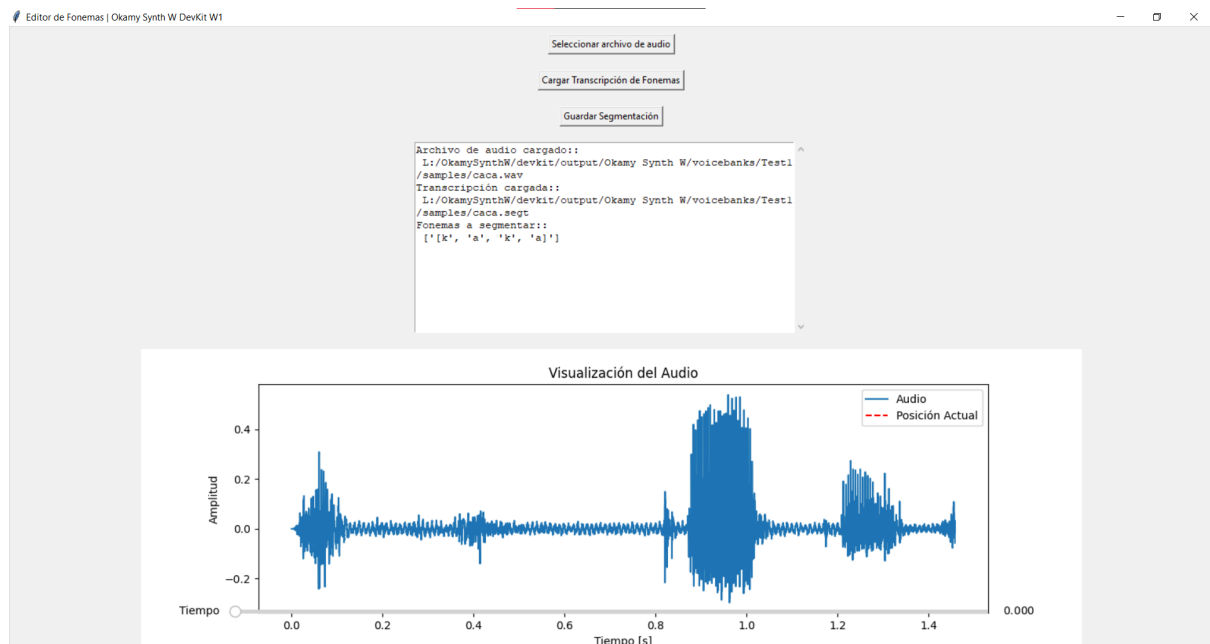 Editor de Fonemas | Okamy Synth W DevKit W1
Seleccionar archivo de audio
Cargar Transcripción de Fonemas
Guardar Segmentación
Archivo de audio cargado::
L:/OkamySynthW/devkit/output/Okamy Synth W/voicebanks/Test1
/samples/caca.wav
Transcripción cargada::
L:/OkamySynthW/devkit/output/Okamy Synth W/voicebanks/Test1
/samples/caca.segt
Fonemas a segmentar::
['[k', 'a', 'k', 'a]']
Visualización del Audio
Audio
Posición Actual
Amplitud
0.4
0.2
0.0
−0.2
Tiempo
0.000
0.0 0.2 0.4 0.6 0.8 1.0 1.2 1.4
Tiempo [s]